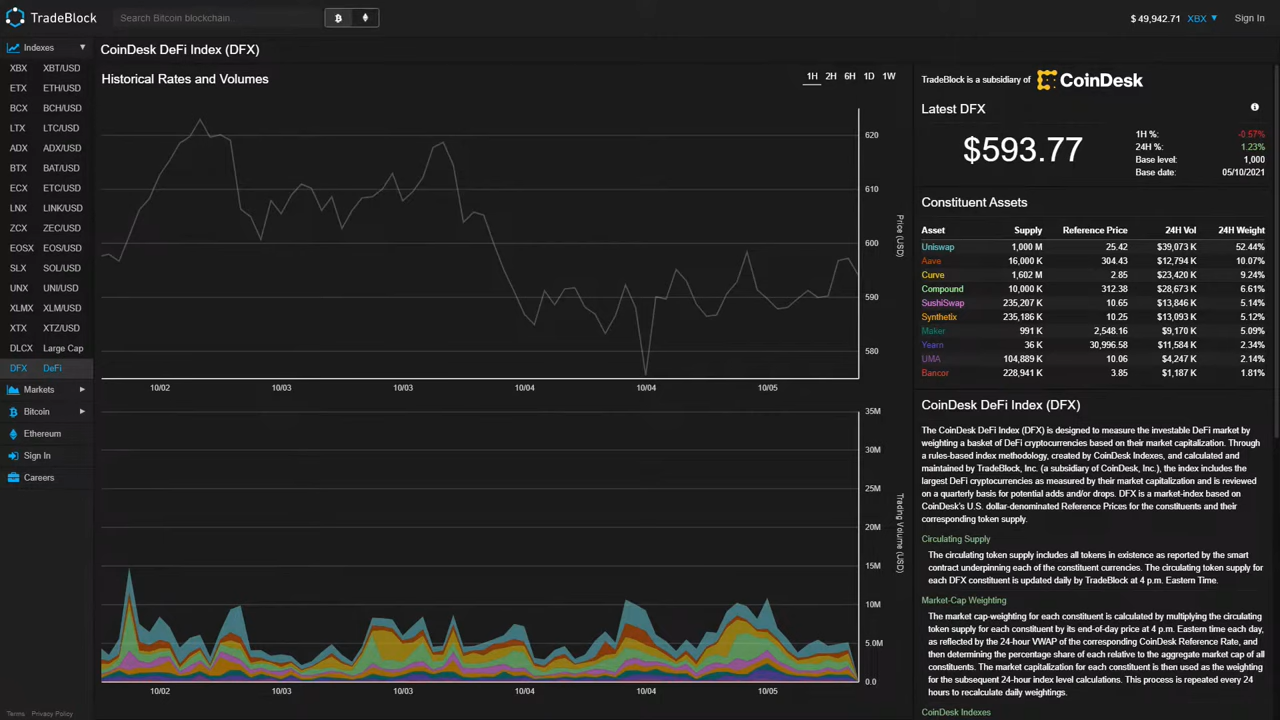 TradeBlock
Search Bitcoin blockchain.
$ 49,942.71 XBX ▼ Sign In
Indexes ▼
XBX XBT/USD
ETX ETH/USD
BCX BCH/USD
LTX LTC/USD
ADX ADX/USD
BTX BAT/USD
ECX ETC/USD
LNX LINK/USD
ZCX ZEC/USD
EOSX EOS/USD
SLX SOL/USD
UNX UNI/USD
XLMX XLM/USD
XTX XTZ/USD
DLCX Large Cap
DFX DeFi
Markets
Bitcoin
Ethereum
Sign In
Careers
Terms Privacy Policy
CoinDesk DeFi Index (DFX)
Historical Rates and Volumes
1H 2H 6H 1D 1W
620
610
600
590
580
Price (USD)
10/02 10/03 10/03 10/04 10/04 10/05
35M
30M
25M
20M
15M
10M
5.0M
0.0
Trading Volume (USD)
10/02 10/03 10/03 10/04 10/04 10/05
TradeBlock is a subsidiary of CoinDesk
Latest DFX
$593.77
1H %: -0.57%
24H %: 1.23%
Base level: 1,000
Base date: 05/10/2021
Constituent Assets
Asset Supply Reference Price 24H Vol 24H Weight
Uniswap 1,000 M 25.42 $39,073 K 52.44%
Aave 16,000 K 304.43 $12,794 K 10.07%
Curve 1,602 M 2.85 $23,420 K 9.24%
Compound 10,000 K 312.38 $28,673 K 6.61%
SushiSwap 235,207 K 10.65 $13,846 K 5.14%
Synthetix 235,186 K 10.25 $13,093 K 5.12%
Maker 991 K 2,548.16 $9,170 K 5.09%
Yearn 36 K 30,996.58 $11,584 K 2.34%
UMA 104,889 K 10.06 $4,247 K 2.14%
Bancor 228,941 K 3.85 $1,187 K 1.81%
CoinDesk DeFi Index (DFX)
The CoinDesk DeFi Index (DFX) is designed to measure the investable DeFi market by
weighting a basket of DeFi cryptocurrencies based on their market capitalization. Through
a rules-based index methodology, created by CoinDesk Indexes, and calculated and
maintained by TradeBlock, Inc. (a subsidiary of CoinDesk, Inc.), the index includes the
largest DeFi cryptocurrencies as measured by their market capitalization and is reviewed
on a quarterly basis for potential adds and/or drops. DFX is a market-index based on
CoinDesk's U.S. dollar-denominated Reference Prices for the constituents and their
corresponding token supply.
Circulating Supply
The circulating token supply includes all tokens in existence as reported by the smart
contract underpinning each of the constituent currencies. The circulating token supply for
each DFX constituent is updated daily by TradeBlock at 4 p.m. Eastern Time.
Market-Cap Weighting
The market cap-weighting for each constituent is calculated by multiplying the circulating
token supply for each constituent by its end-of-day price at 4 p.m. Eastern time each day,
as reflected by the 24-hour VWAP of the corresponding CoinDesk Reference Rate, and
then determining the percentage share of each relative to the aggregate market cap of all
constituents. The market capitalization for each constituent is then used as the weighting
for the subsequent 24-hour index level calculations. This process is repeated every 24
hours to recalculate daily weightings.
CoinDesk Indexes